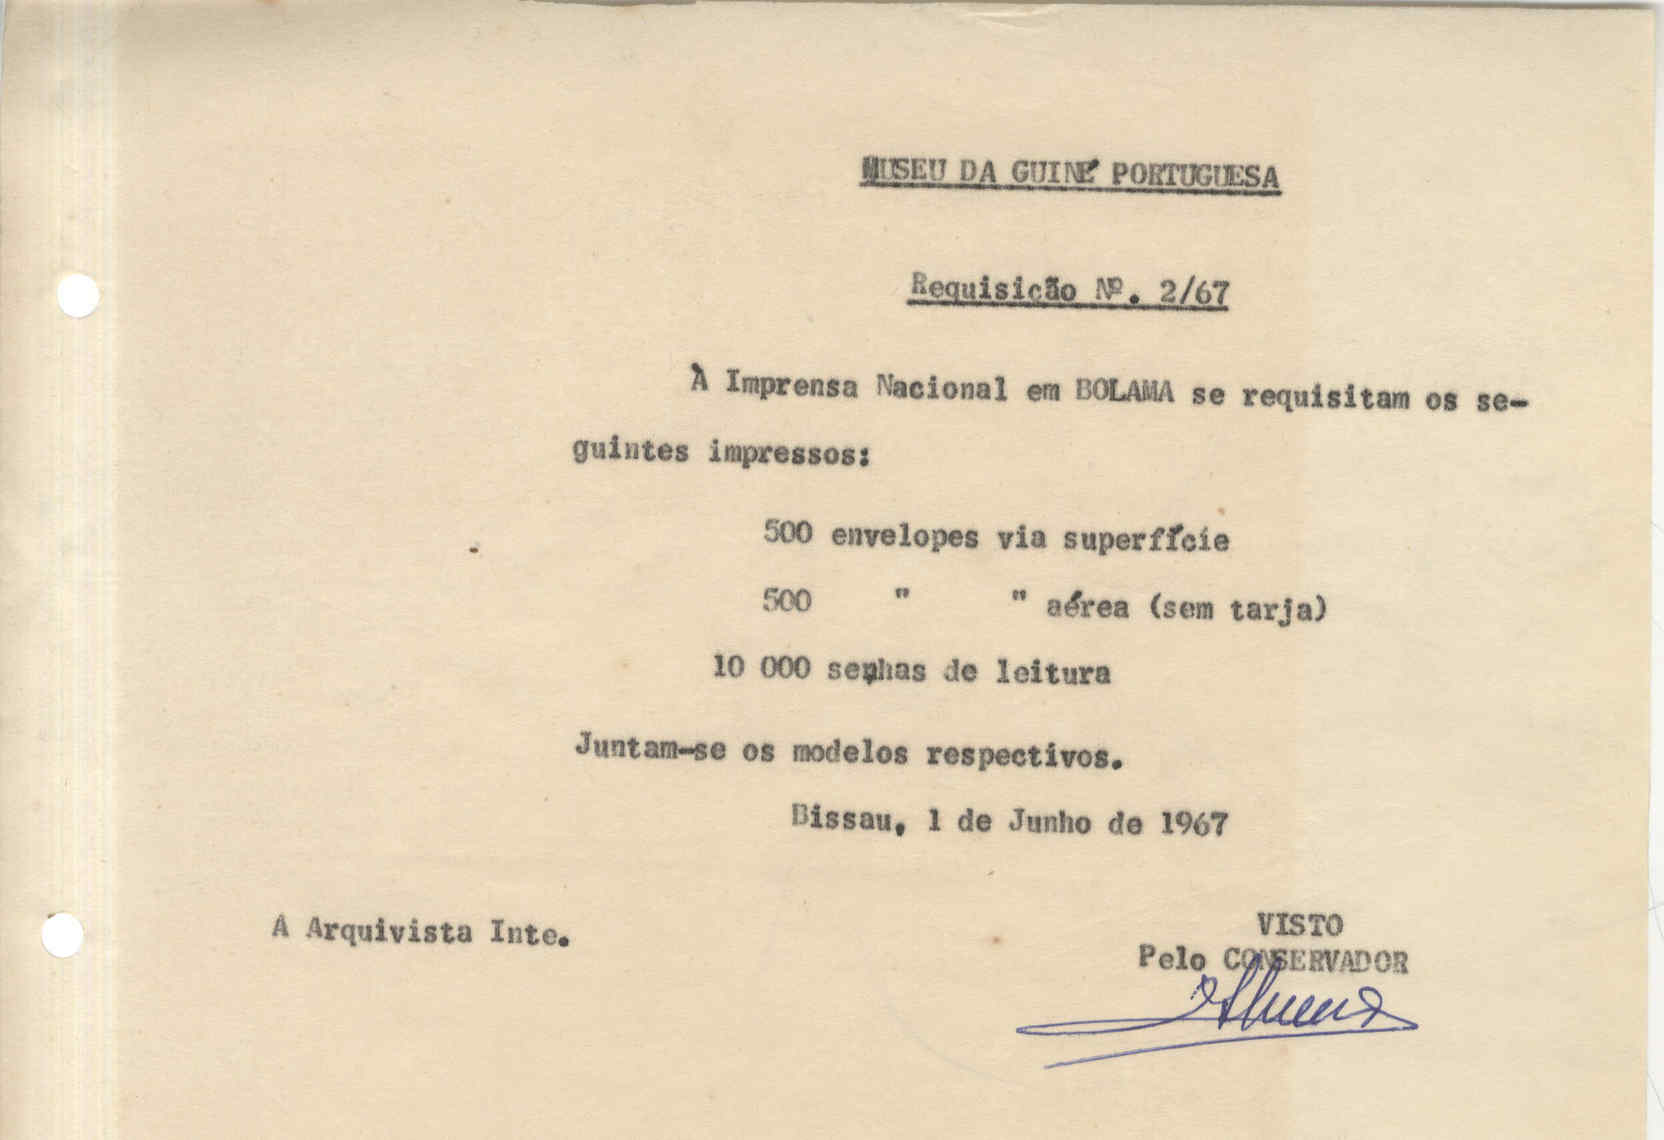 MUSEU DA GUINÉ PORTUGUESA
Requisição Nº. 2/67
À Imprensa Nacional em BOLAMA se requisitam os se-
guintes impressos:
500 envelopes via superfície
500 " " aérea (sem tarja)
10 000 senhas de leitura
Juntam-se os modelos respectivos.
Bissau, 1 de Junho de 1967
A Arquivista Inte.
VISTO
Pelo CONSERVADOR